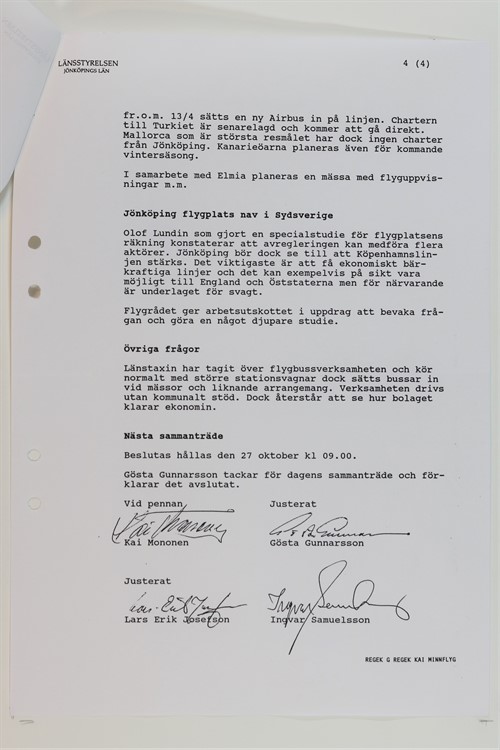 LÄNSSTYRELSEN
JÖNKÖPINGS LÄN
4 (4)
fr.o.m. 13/4 sätts en ny Airbus in på linjen. Chartern
till Turkiet är senarelagd och kommer att gå direkt.
Mallorca som är största resmålet har dock ingen charter
från Jönköping. Kanarieöarna planeras även för kommande
vintersäsong.
I samarbete med Elmia planeras en mässa med flyguppvis-
ningar m.m.
Jönköping flygplats nav i Sydsverige
Olof Lundin som gjort en specialstudie för flygplatsens
räkning konstaterar att avregleringen kan medföra flera
aktörer. Jönköping bör dock se till att Köpenhamnslin-
jen stärks. Det viktigaste är att få ekonomiskt bär-
kraftiga linjer och det kan exempelvis på sikt vara
möjligt till England och Öststaterna men för närvarande
är underlaget för svagt.
Flygrådet ger arbetsutskottet i uppdrag att bevaka frå-
gan och göra en något djupare studie.
Övriga frågor
Länstaxin har tagit över flygbussverksamheten och kör
normalt med större stationsvagnar dock sätts bussar in
vid mässor och liknande arrangemang. Verksamheten drivs
utan kommunalt stöd. Dock återstår att se hur bolaget
klarar ekonomin.
Nästa sammanträde
Beslutas hållas den 27 oktober kl 09.00.
Gösta Gunnarsson tackar för dagens sammanträde och för-
klarar det avslutat.
Vid pennan Justerat
Kai Mononen Gösta Gunnarsson
Justerat
Lars Erik Josefson Ingvar Samuelsson
REGEK G REGEK KAI MINNFLYG